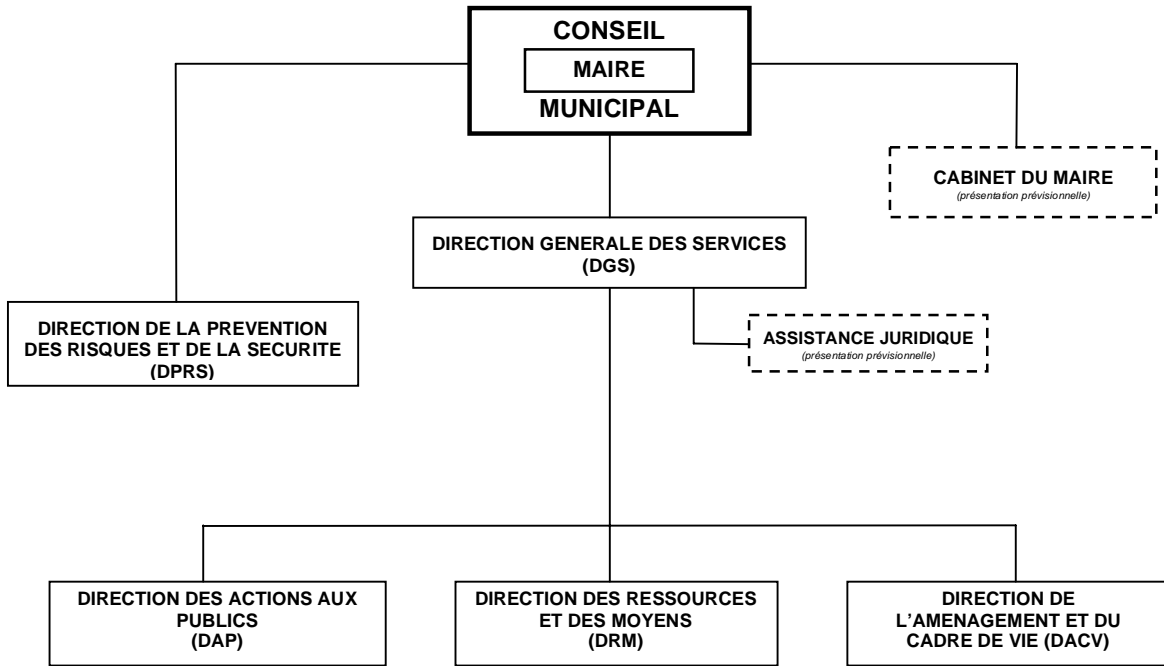 CONSEIL
MAIRE
MUNICIPAL
CABINET DU MAIRE
(présentation prévisionnelle)
DIRECTION GENERALE DES SERVICES
(DGS)
DIRECTION DE LA PREVENTION
DES RISQUES ET DE LA SECURITE
(DPRS)
ASSISTANCE JURIDIQUE
(présentation prévisionnelle)
DIRECTION DES ACTIONS AUX
PUBLICS
(DAP)
DIRECTION DES RESSOURCES
ET DES MOYENS
(DRM)
DIRECTION DE
L'AMENAGEMENT ET DU
CADRE DE VIE (DACV)